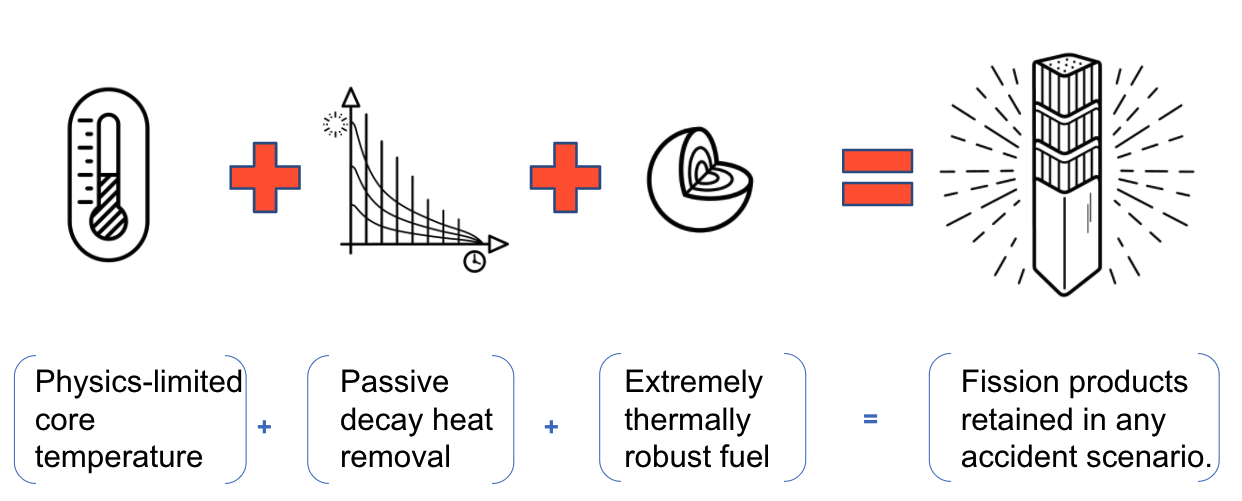 Physics-limited
core
temperature
+
Passive
decay heat
removal
+
Extremely
thermally
robust fuel
=
Fission products
retained in any
accident scenario.